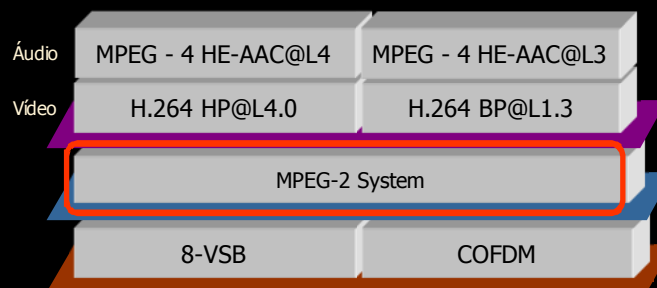 Áudio MPEG - 4 HE-AAC@L4 MPEG - 4 HE-AAC@L3
Vídeo H.264 HP@L4.0 H.264 BP@L1.3
MPEG-2 System
8-VSB COFDM